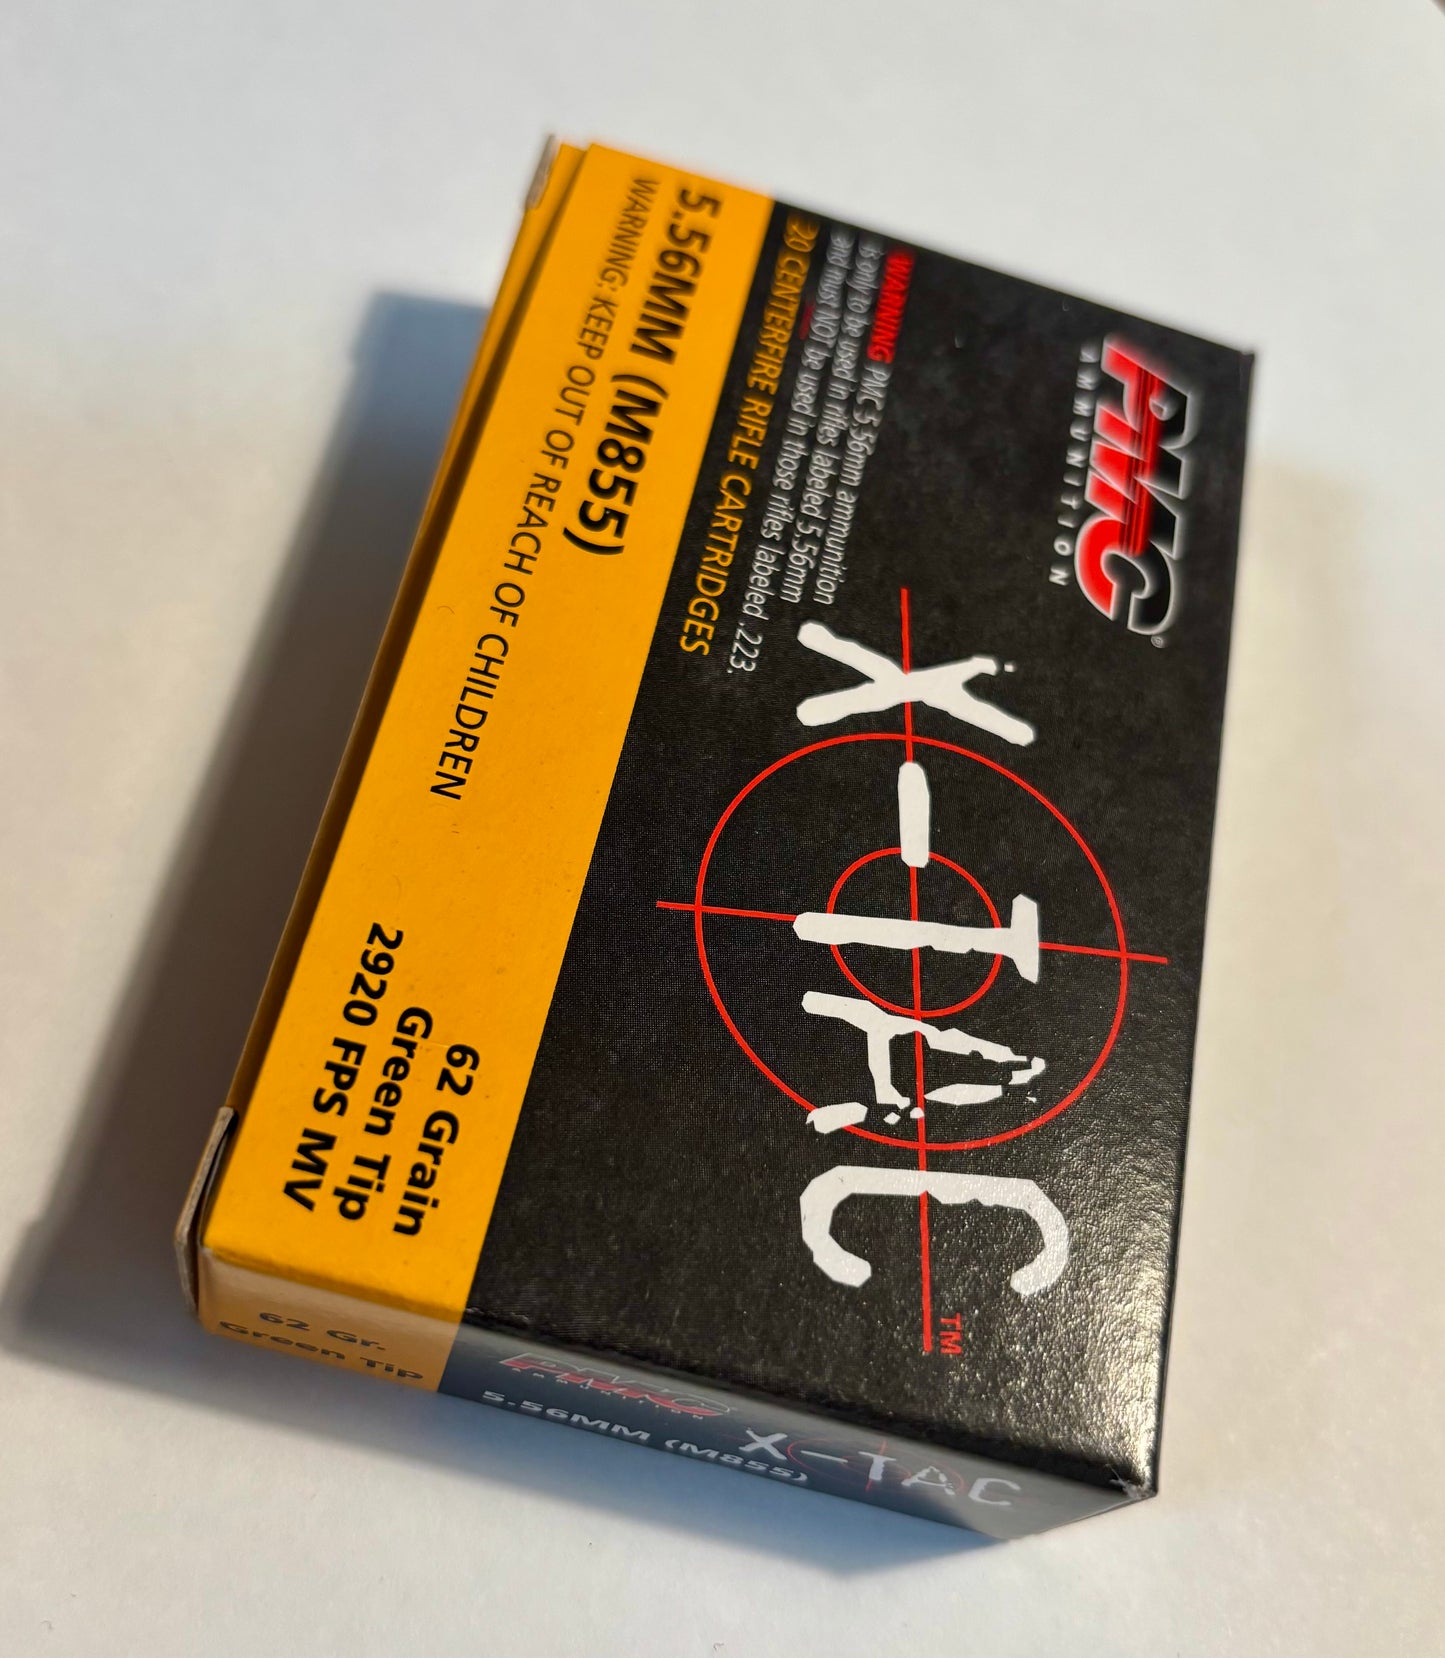 PMC®
AMMUNITION
X-TAC™
WARNING PMC 5.56mm ammunition
is only to be used in rifles labeled 5.56mm
and must NOT be used in those rifles labeled .223.
20 CENTERFIRE RIFLE CARTRIDGES
5.56MM (M855)
WARNING: KEEP OUT OF REACH OF CHILDREN
62 Grain
Green Tip
2920 FPS MV
62 Gr.
Green Tip
PMC
AMMUNITION
5.56MM (M855)
X-TAC